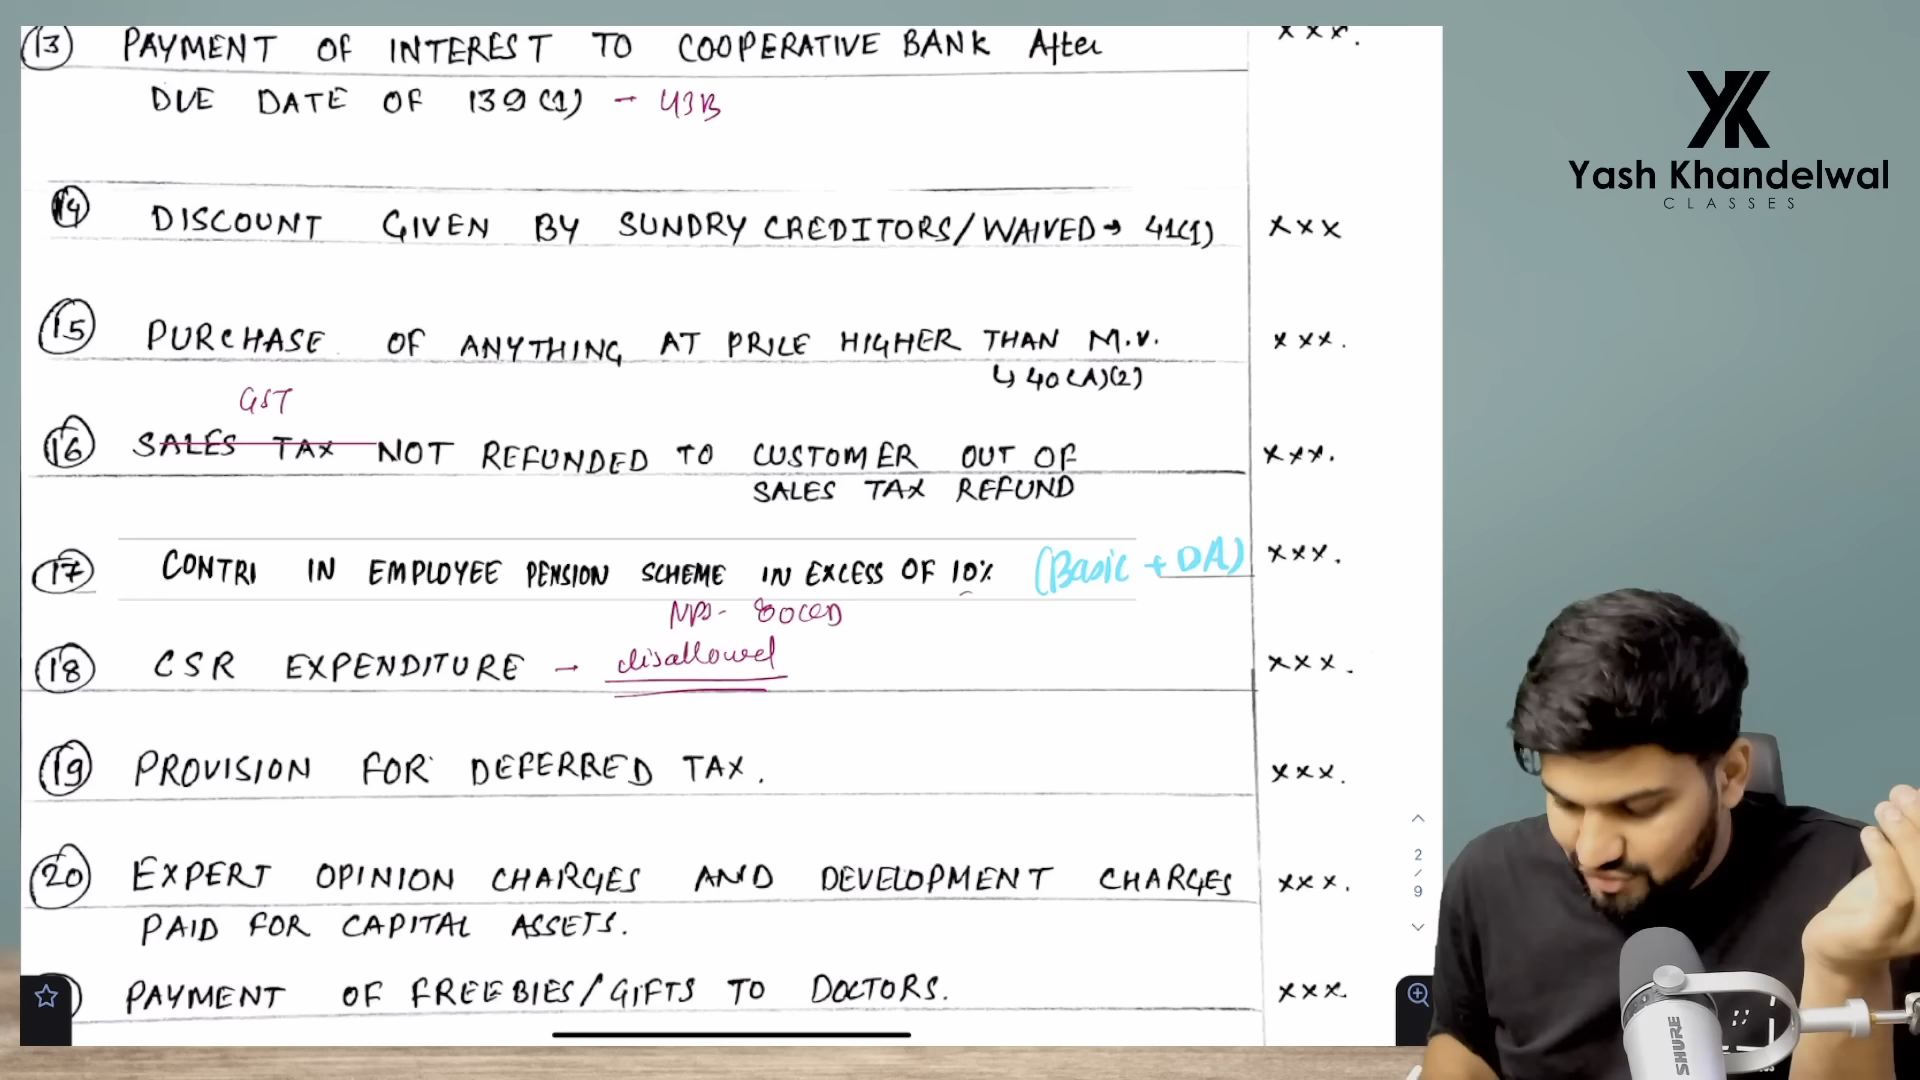 13 PAYMENT OF INTEREST TO COOPERATIVE BANK After xxx.
DUE DATE OF 139(1) - 43B
14 DISCOUNT GIVEN BY SUNDRY CREDITORS/WAIVED → 41(1) xxx
15 PURCHASE OF ANYTHING AT PRICE HIGHER THAN M.V. xxx.
↳ 40(A)(2)
GST
16 SALES TAX NOT REFUNDED TO CUSTOMER OUT OF xxx.
SALES TAX REFUND
17 CONTRI IN EMPLOYEE PENSION SCHEME IN EXCESS OF 10% (Basic + DA) xxx.
NPS - 80CCD
18 CSR EXPENDITURE - disallowed xxx.
19 PROVISION FOR DEFERRED TAX. xxx.
20 EXPERT OPINION CHARGES AND DEVELOPMENT CHARGES xxx.
PAID FOR CAPITAL ASSETS.
PAYMENT OF FREEBIES/GIFTS TO DOCTORS. xxx.
2
/
9
YK
Yash Khandelwal
CLASSES
SHURE